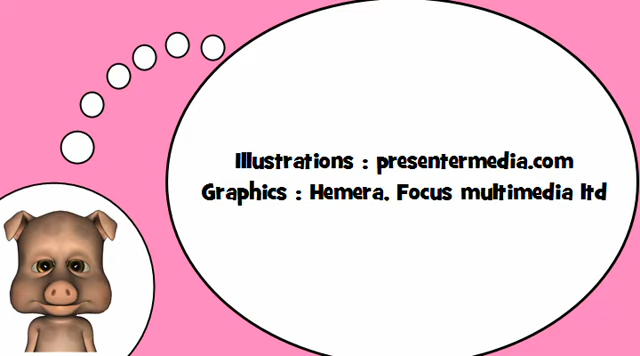 Illustrations : presentermedia.com
Graphics : Hemera. Focus multimedia ltd